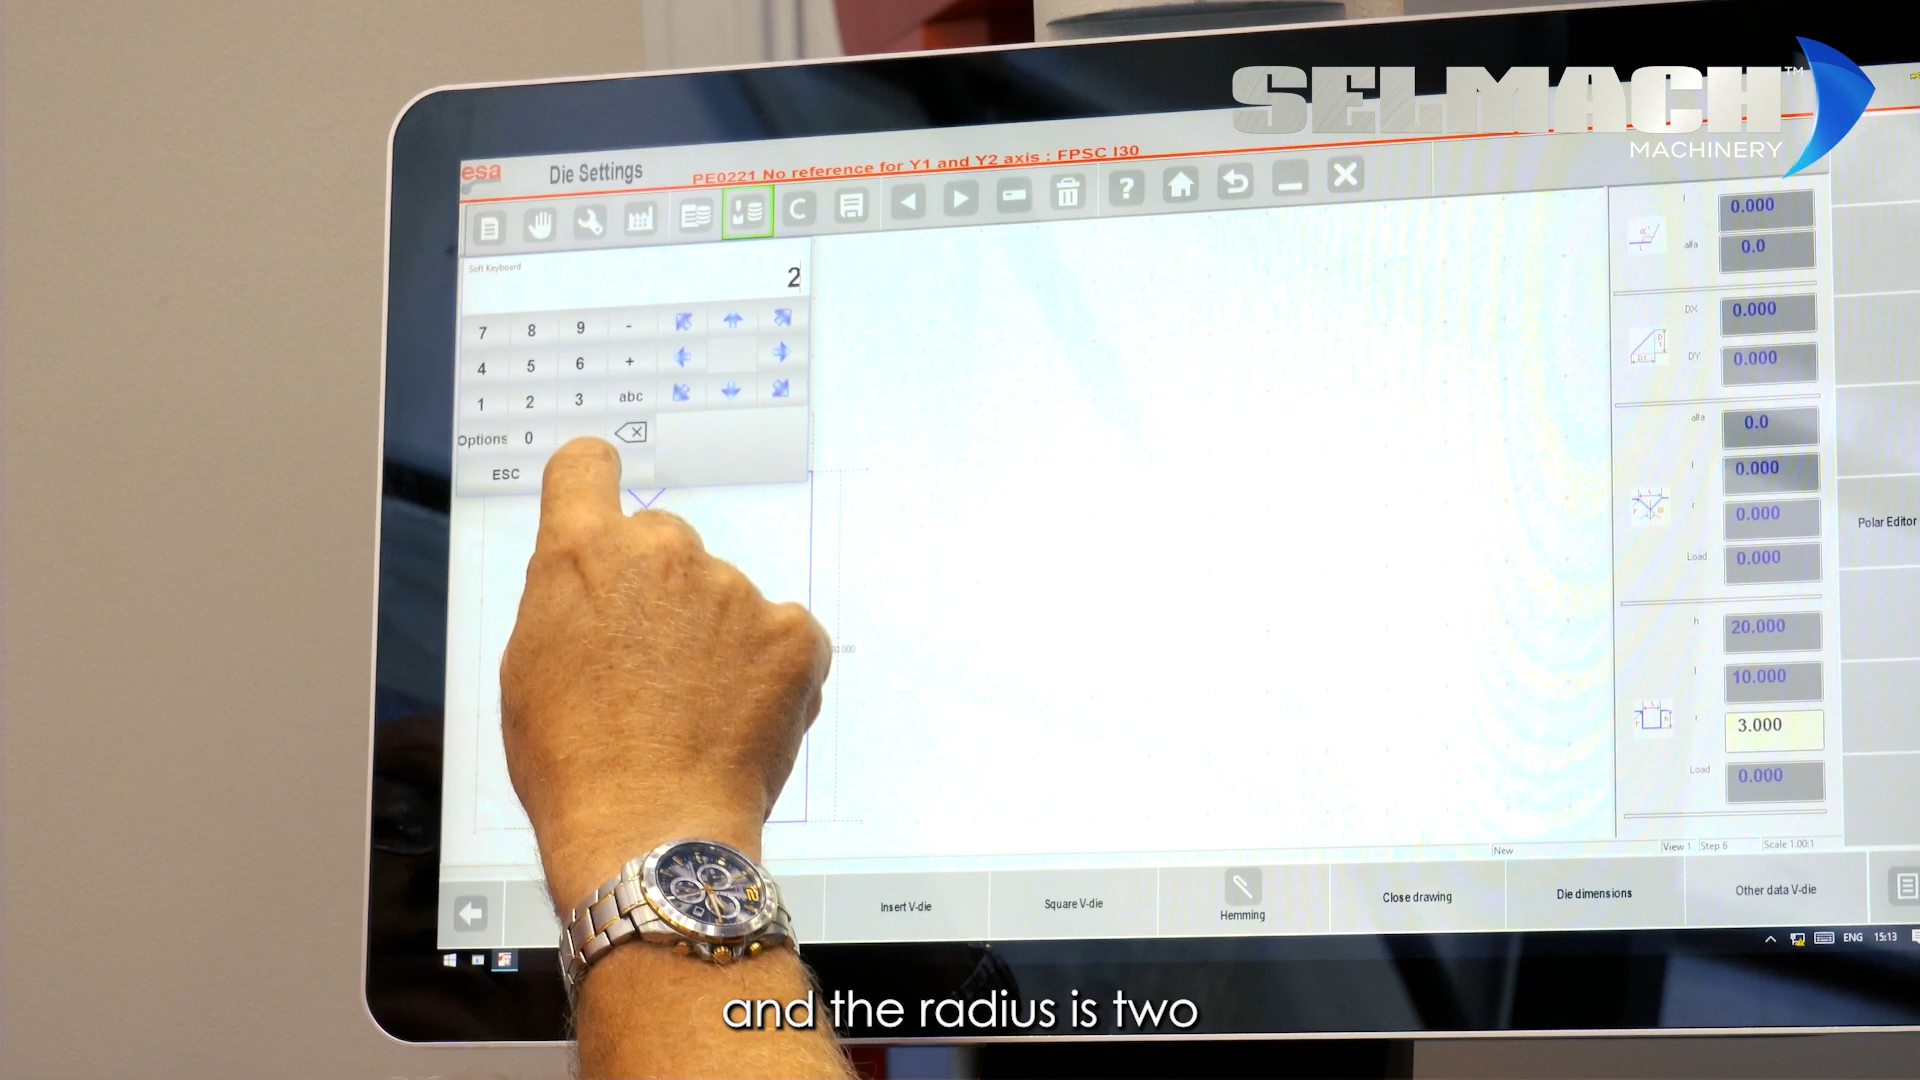 SELMACH™
MACHINERY
esa
Die Settings
PE0221 No reference for Y1 and Y2 axis : FPSC I30
C
?
Soft Keyboard
2
7 8 9 -
4 5 6 +
1 2 3 abc
Options 0
ESC
l 0.000
alfa 0.0
DX 0.000
DY 0.000
alfa 0.0
l 0.000
r 0.000
Load 0.000
h 20.000
l 10.000
r 3.000
Load 0.000
Polar Editor
New
View 1 Step 6 Scale 1.00:1
Insert V-die
Square V-die
Hemming
Close drawing
Die dimensions
Other data V-die
ENG 15:13
and the radius is two